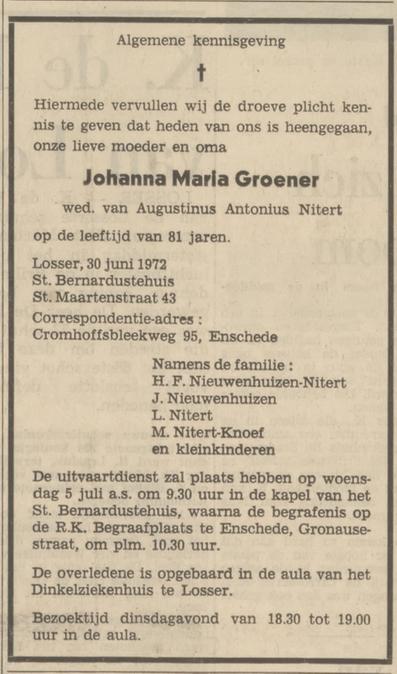 Algemene kennisgeving
†
Hiermede vervullen wij de droeve plicht ken-
nis te geven dat heden van ons is heengegaan,
onze lieve moeder en oma
Johanna Maria Groener
wed. van Augustinus Antonius Nitert
op de leeftijd van 81 jaren.
Losser, 30 juni 1972
St. Bernardustehuis
St. Maartenstraat 43
Correspondentie-adres :
Cromhoffsbleekweg 95, Enschede
Namens de familie :
H. F. Nieuwenhuizen-Nitert
J. Nieuwenhuizen
L. Nitert
M. Nitert-Knoef
en kleinkinderen
De uitvaartdienst zal plaats hebben op woens-
dag 5 juli a.s. om 9.30 uur in de kapel van het
St. Bernardustehuis, waarna de begrafenis op
de R.K. Begraafplaats te Enschede, Gronause-
straat, om plm. 10.30 uur.
De overledene is opgebaard in de aula van het
Dinkelziekenhuis te Losser.
Bezoektijd dinsdagavond van 18.30 tot 19.00
uur in de aula.